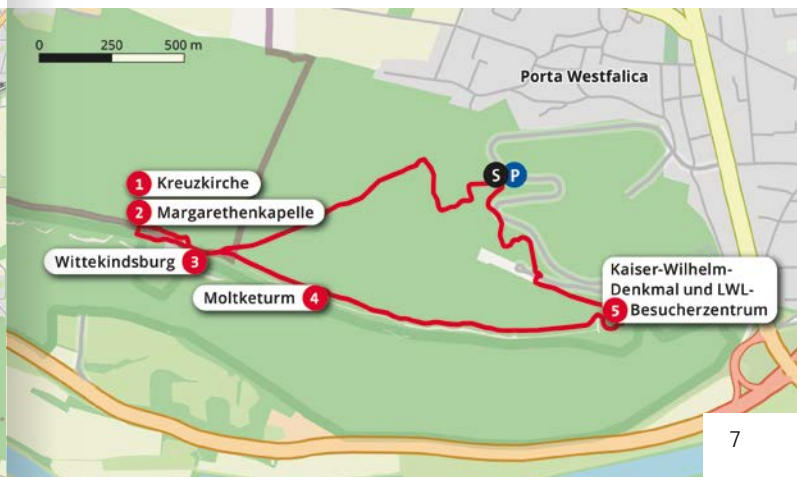 0 250 500 m
Porta Westfalica
S P
1 Kreuzkirche
2 Margarethenkapelle
Wittekindsburg 3
Moltketurm 4
Kaiser-Wilhelm-
Denkmal und LWL-
5 Besucherzentrum
7